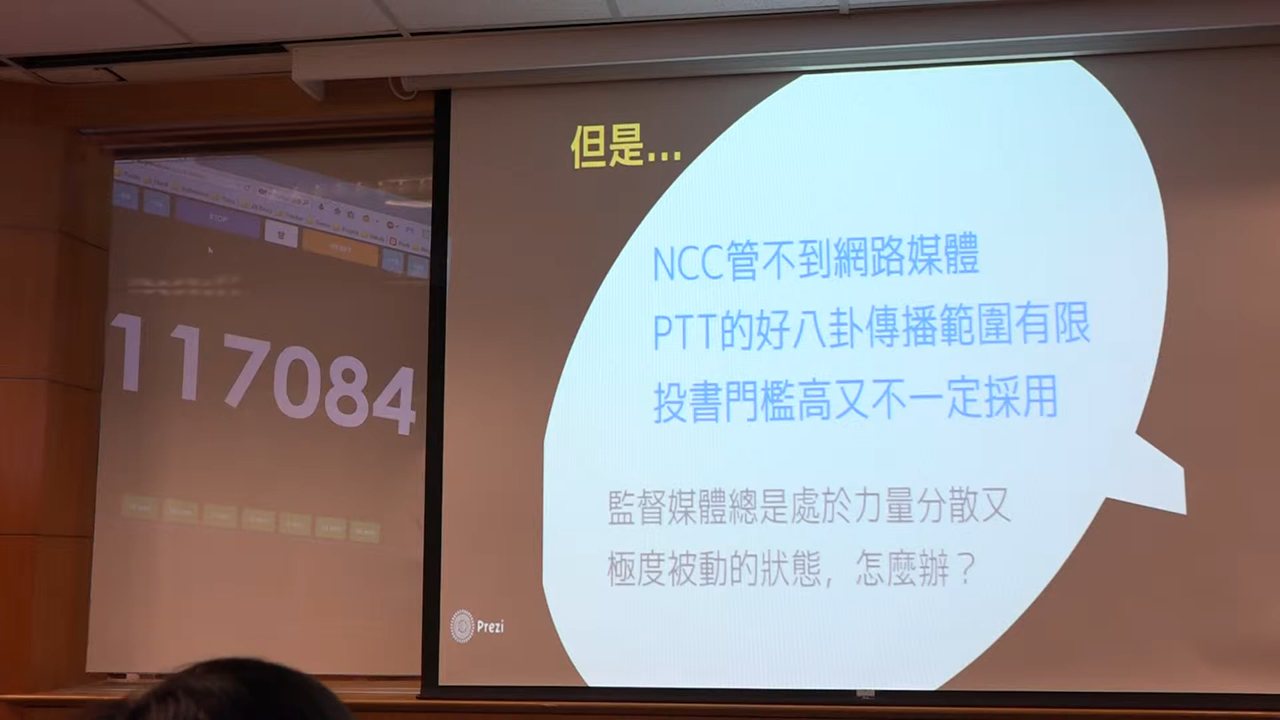 117084
但是...
NCC管不到網路媒體
PTT的好八卦傳播範圍有限
投書門檻高又不一定採用
監督媒體總是處於力量分散又
極度被動的狀態，怎麼辦？
Prezi